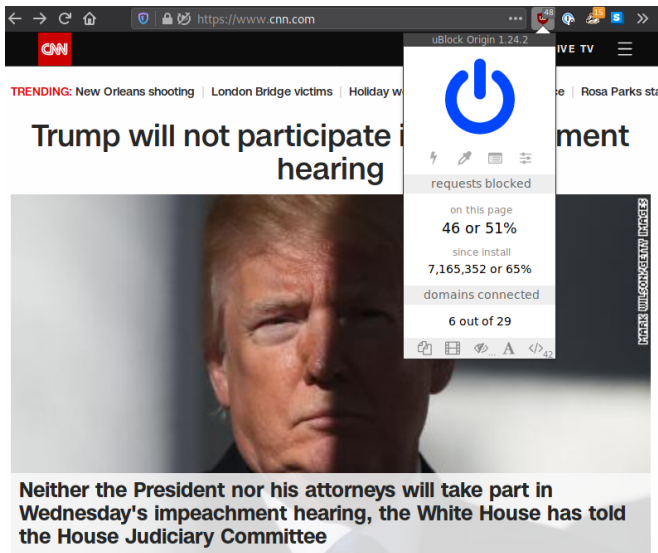 https://www.cnn.com
48
15
S
uBlock Origin 1.24.2
CNN
IVE TV
TRENDING: New Orleans shooting | London Bridge victims | Holiday w
ce | Rosa Parks sta
Trump will not participate i
ment
hearing
requests blocked
on this page
46 or 51%
since install
7,165,352 or 65%
domains connected
6 out of 29
A
</>
42
MARK WILSON/GETTY IMAGES
Neither the President nor his attorneys will take part in
Wednesday's impeachment hearing, the White House has told
the House Judiciary Committee